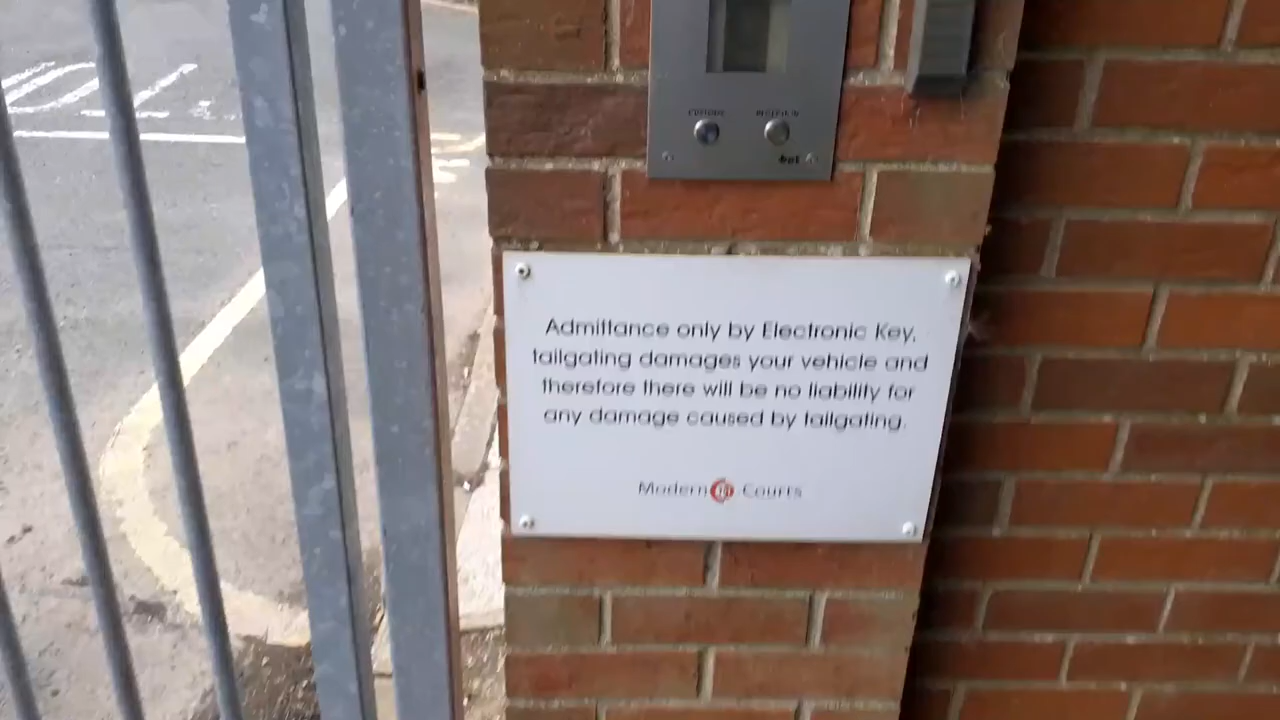 Admittance only by Electronic Key,
tailgating damages your vehicle and
therefore there will be no liability for
any damage caused by tailgating.
Modern Courts